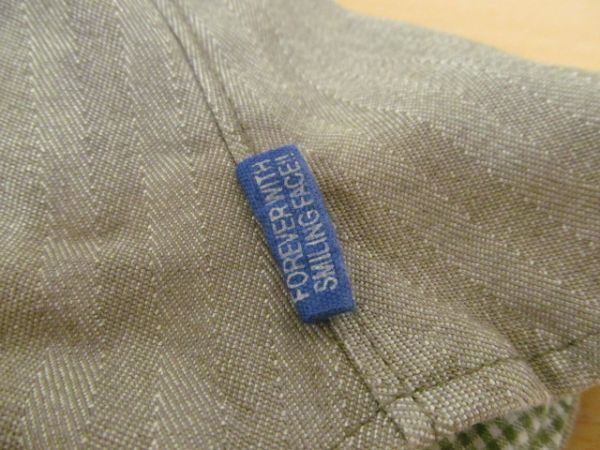 FOREVER WITH
SMILING FACE!!